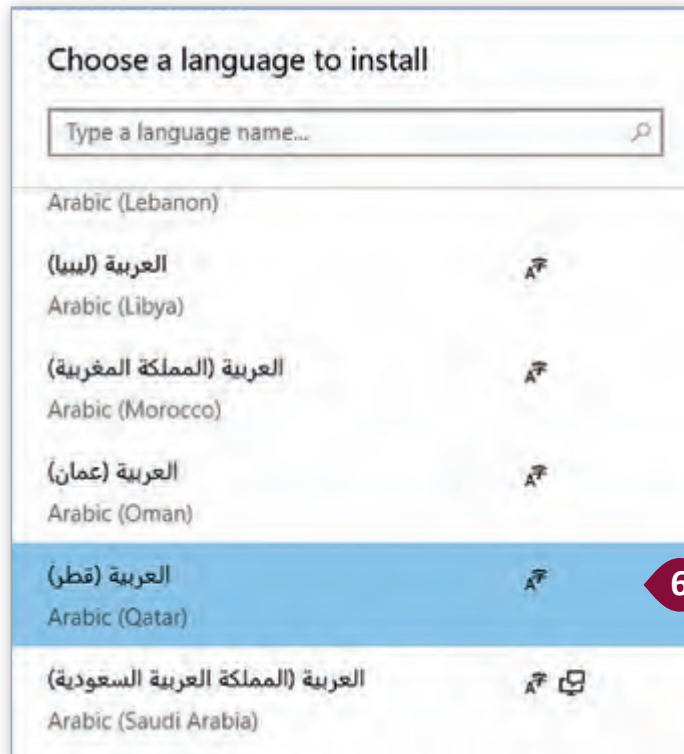 Choose a language to install
Type a language name...
Arabic (Lebanon)
العربية (ليبيا)
Arabic (Libya)
العربية (المملكة المغربية)
Arabic (Morocco)
العربية (عمان)
Arabic (Oman)
العربية (قطر)
Arabic (Qatar)
6
العربية (المملكة العربية السعودية)
Arabic (Saudi Arabia)